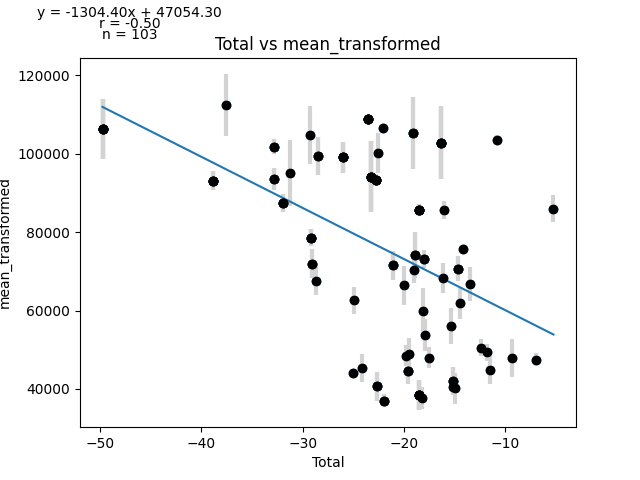 y = -1304.40x + 47054.30
r = -0.50
n = 103
Total vs mean_transformed
120000
100000
80000
60000
40000
mean_transformed
−50 −40 −30 −20 −10
Total